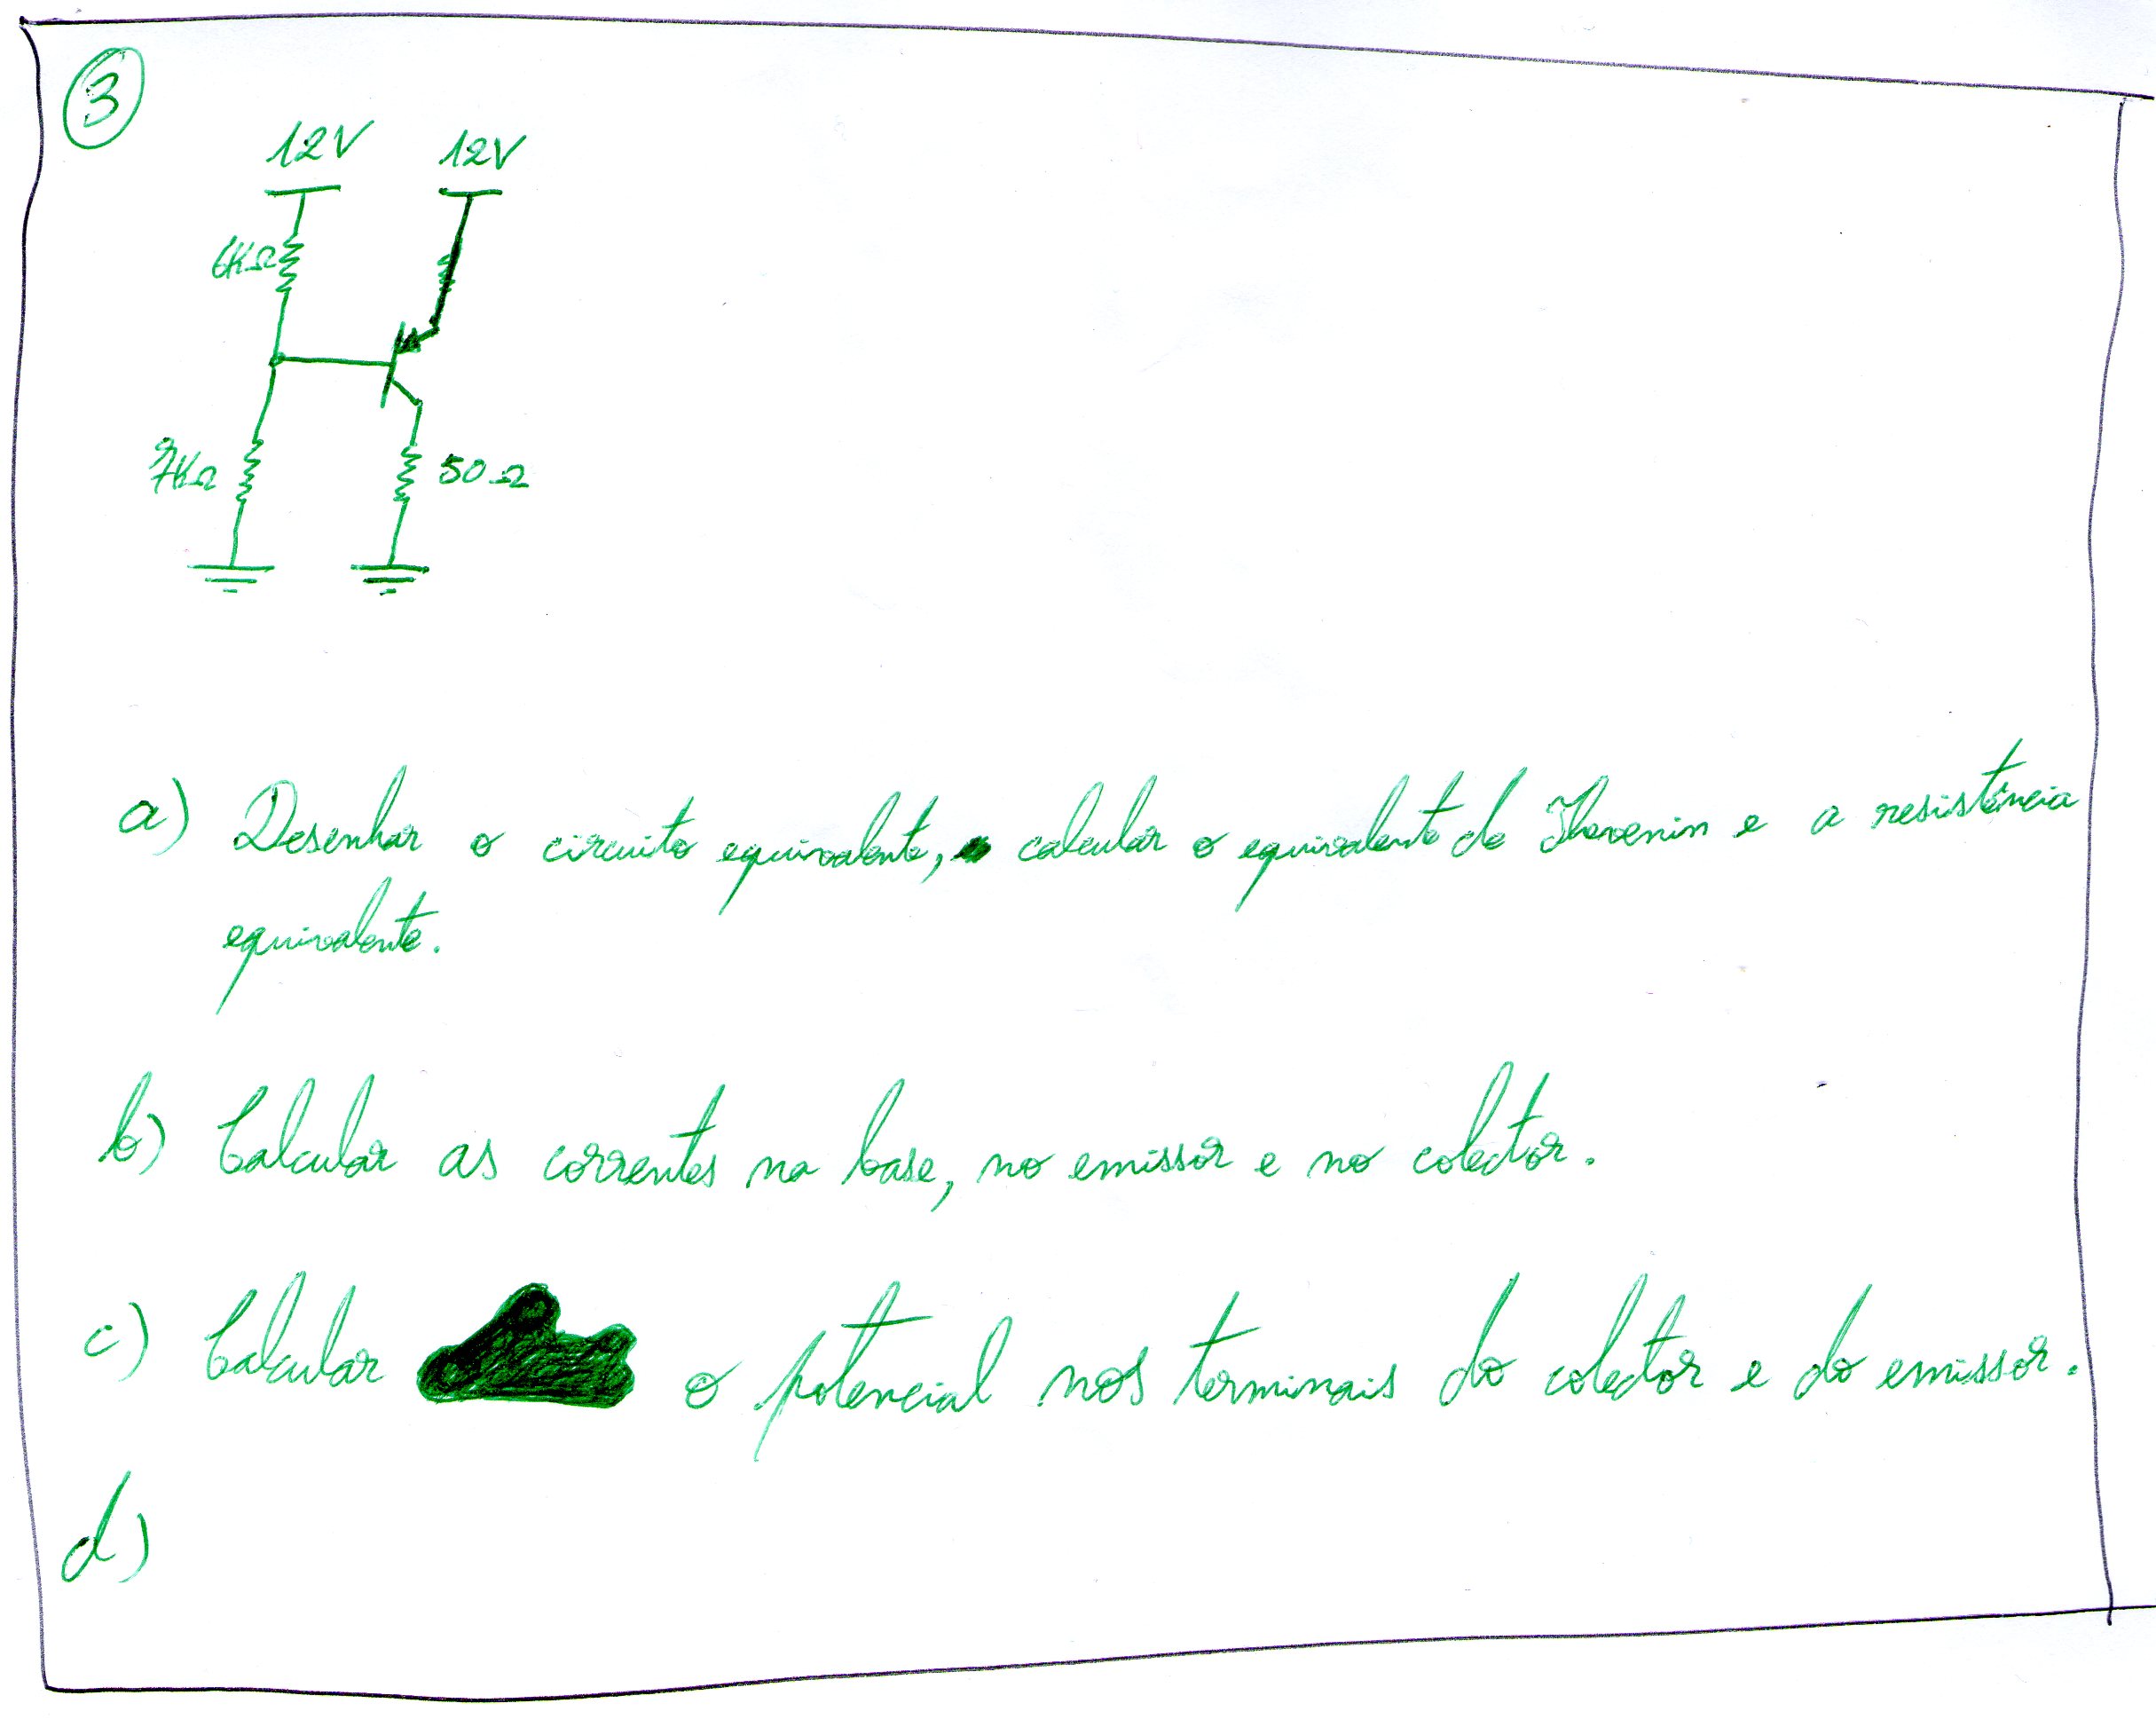 3
12V 12V
6KΩ
7KΩ 50Ω
a) Desenhar o circuito equivalente, calcular o equivalente de Thevenin e a resistência
equivalente.
b) Calcular as correntes na base, no emissor e no colector.
c) Calcular o potencial nos terminais do colector e do emissor.
d)